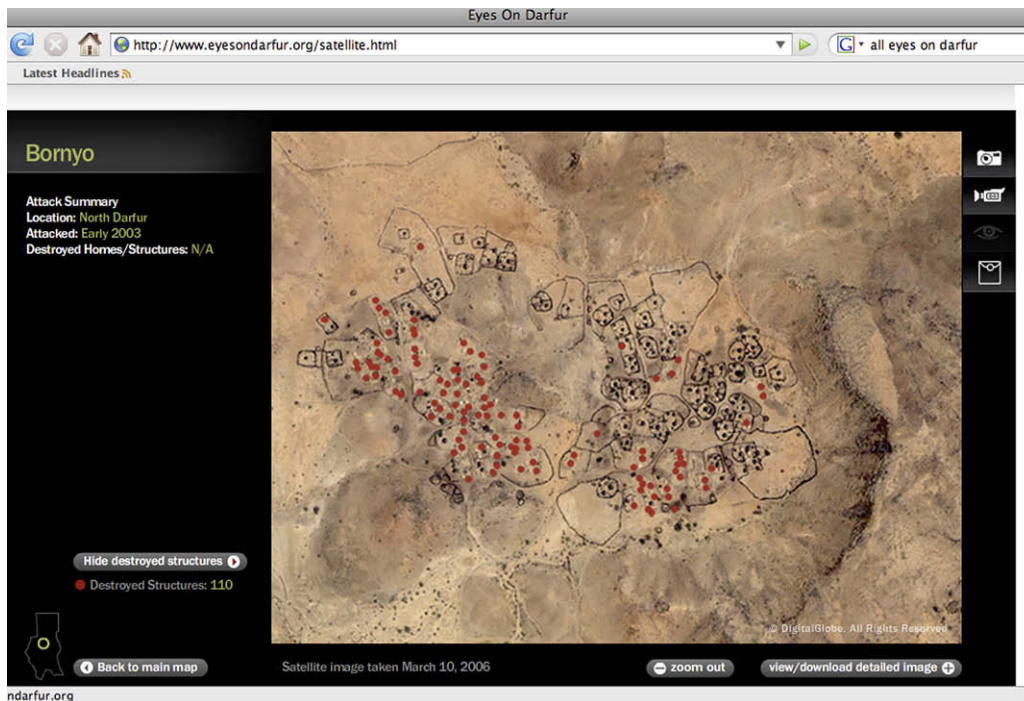 Eyes On Darfur
http://www.eyesondarfur.org/satellite.html
G all eyes on darfur
Latest Headlines
Bornyo
Attack Summary
Location: North Darfur
Attacked: Early 2003
Destroyed Homes/Structures: N/A
Hide destroyed structures
Destroyed Structures: 110
© DigitalGlobe. All Rights Reserved
Back to main map
Satellite image taken March 10, 2006
zoom out
view/download detailed image
ndarfur.org